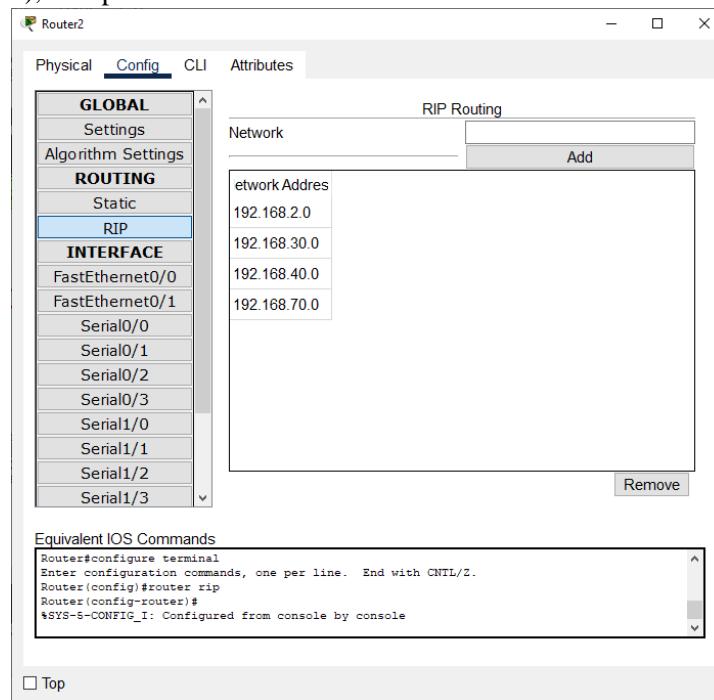 Router2
Physical Config CLI Attributes
GLOBAL
Settings
Algorithm Settings
ROUTING
Static
RIP
INTERFACE
FastEthernet0/0
FastEthernet0/1
Serial0/0
Serial0/1
Serial0/2
Serial0/3
Serial1/0
Serial1/1
Serial1/2
Serial1/3
RIP Routing
Network
Add
etwork Addres
192.168.2.0
192.168.30.0
192.168.40.0
192.168.70.0
Remove
Equivalent IOS Commands
Router#configure terminal
Enter configuration commands, one per line. End with CNTL/Z.
Router(config)#router rip
Router(config-router)#
%SYS-5-CONFIG_I: Configured from console by console
Top